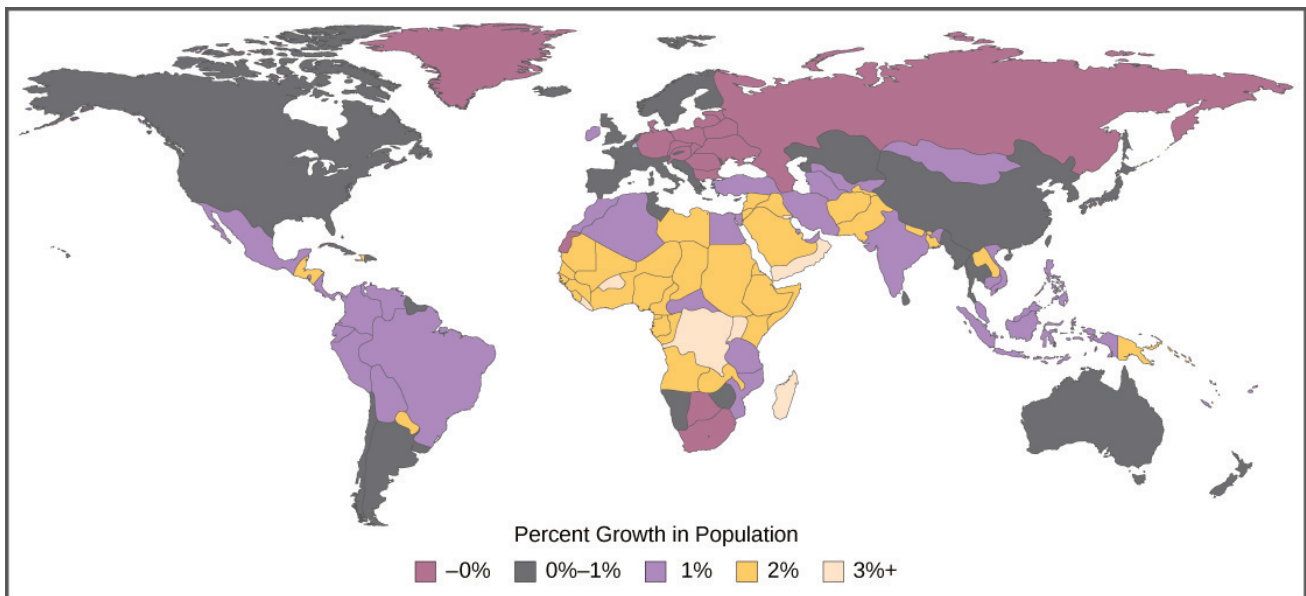 Percent Growth in Population
–0% 0%–1% 1% 2% 3%+